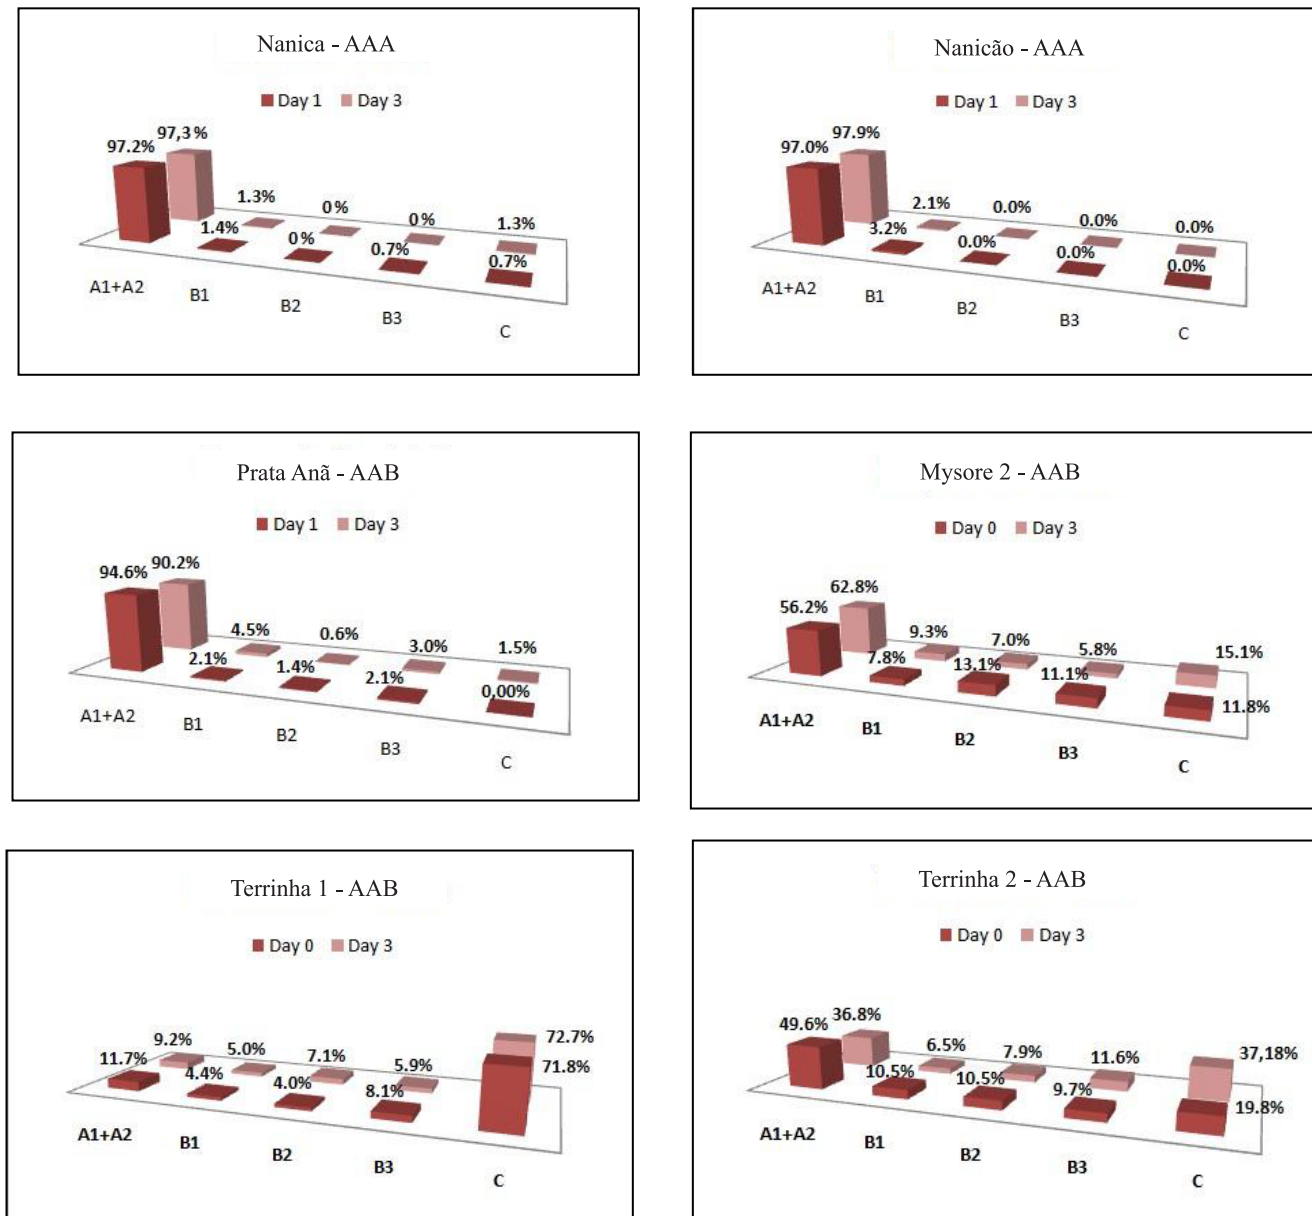 Nanica - AAA
Day 1 Day 3
97.2% 97,3%
1.3% 0% 0% 1.3%
1.4% 0% 0.7% 0.7%
A1+A2 B1 B2 B3 C
Nanicão - AAA
Day 1 Day 3
97.0% 97.9%
2.1% 0.0% 0.0% 0.0%
3.2% 0.0% 0.0% 0.0%
A1+A2 B1 B2 B3 C
Prata Anã - AAB
Day 1 Day 3
94.6% 90.2%
4.5% 0.6% 3.0% 1.5%
2.1% 1.4% 2.1% 0,00%
A1+A2 B1 B2 B3 C
Mysore 2 - AAB
Day 0 Day 3
56.2% 62.8%
9.3% 7.0% 5.8% 15.1%
7.8% 13.1% 11.1% 11.8%
A1+A2 B1 B2 B3 C
Terrinha 1 - AAB
Day 0 Day 3
11.7% 9.2%
5.0% 7.1% 5.9% 72.7%
4.4% 4.0% 8.1% 71.8%
A1+A2 B1 B2 B3 C
Terrinha 2 - AAB
Day 0 Day 3
49.6% 36.8%
6.5% 7.9% 11.6% 37,18%
10.5% 10.5% 9.7% 19.8%
A1+A2 B1 B2 B3 C